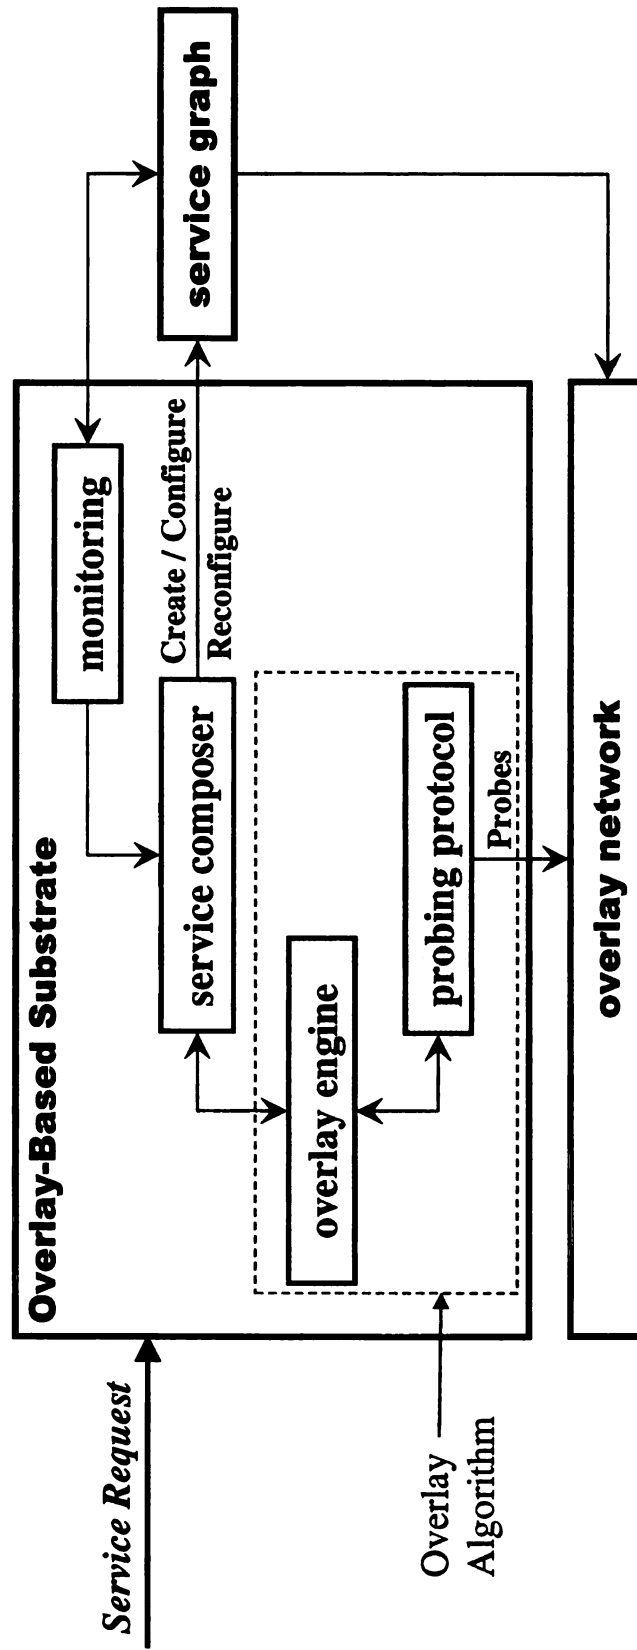 Service Request
Overlay-Based Substrate
monitoring
service composer
Create / Configure
Reconfigure
service graph
overlay engine
probing protocol
Probes
Overlay
Algorithm
overlay network